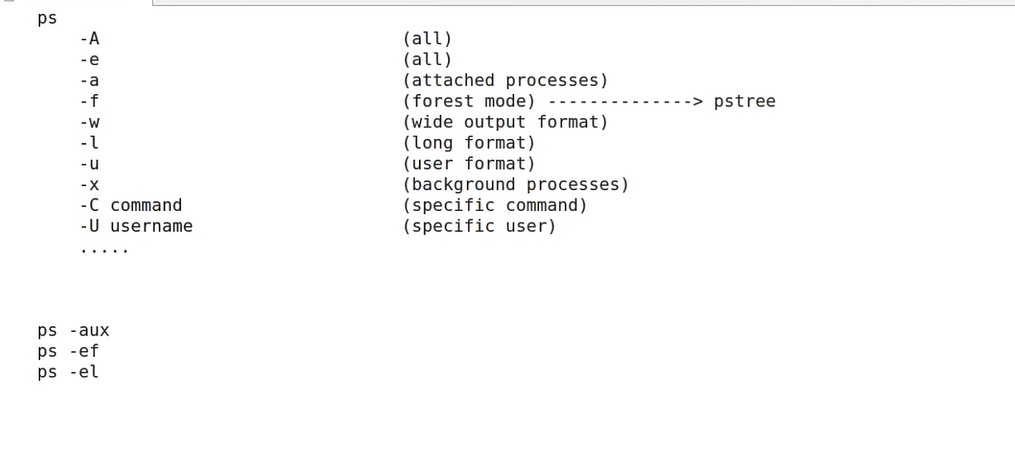 ps
-A (all)
-e (all)
-a (attached processes)
-f (forest mode) --------------> pstree
-w (wide output format)
-l (long format)
-u (user format)
-x (background processes)
-C command (specific command)
-U username (specific user)
.....
ps -aux
ps -ef
ps -el